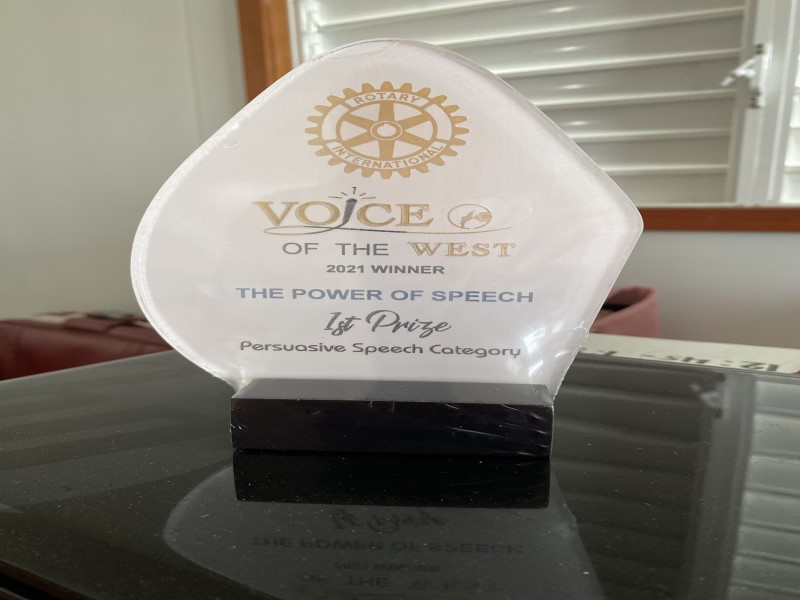 ROTARY
INTERNATIONAL
VOICE
OF THE WEST
2021 WINNER
THE POWER OF SPEECH
1st Prize
Persuasive Speech Category